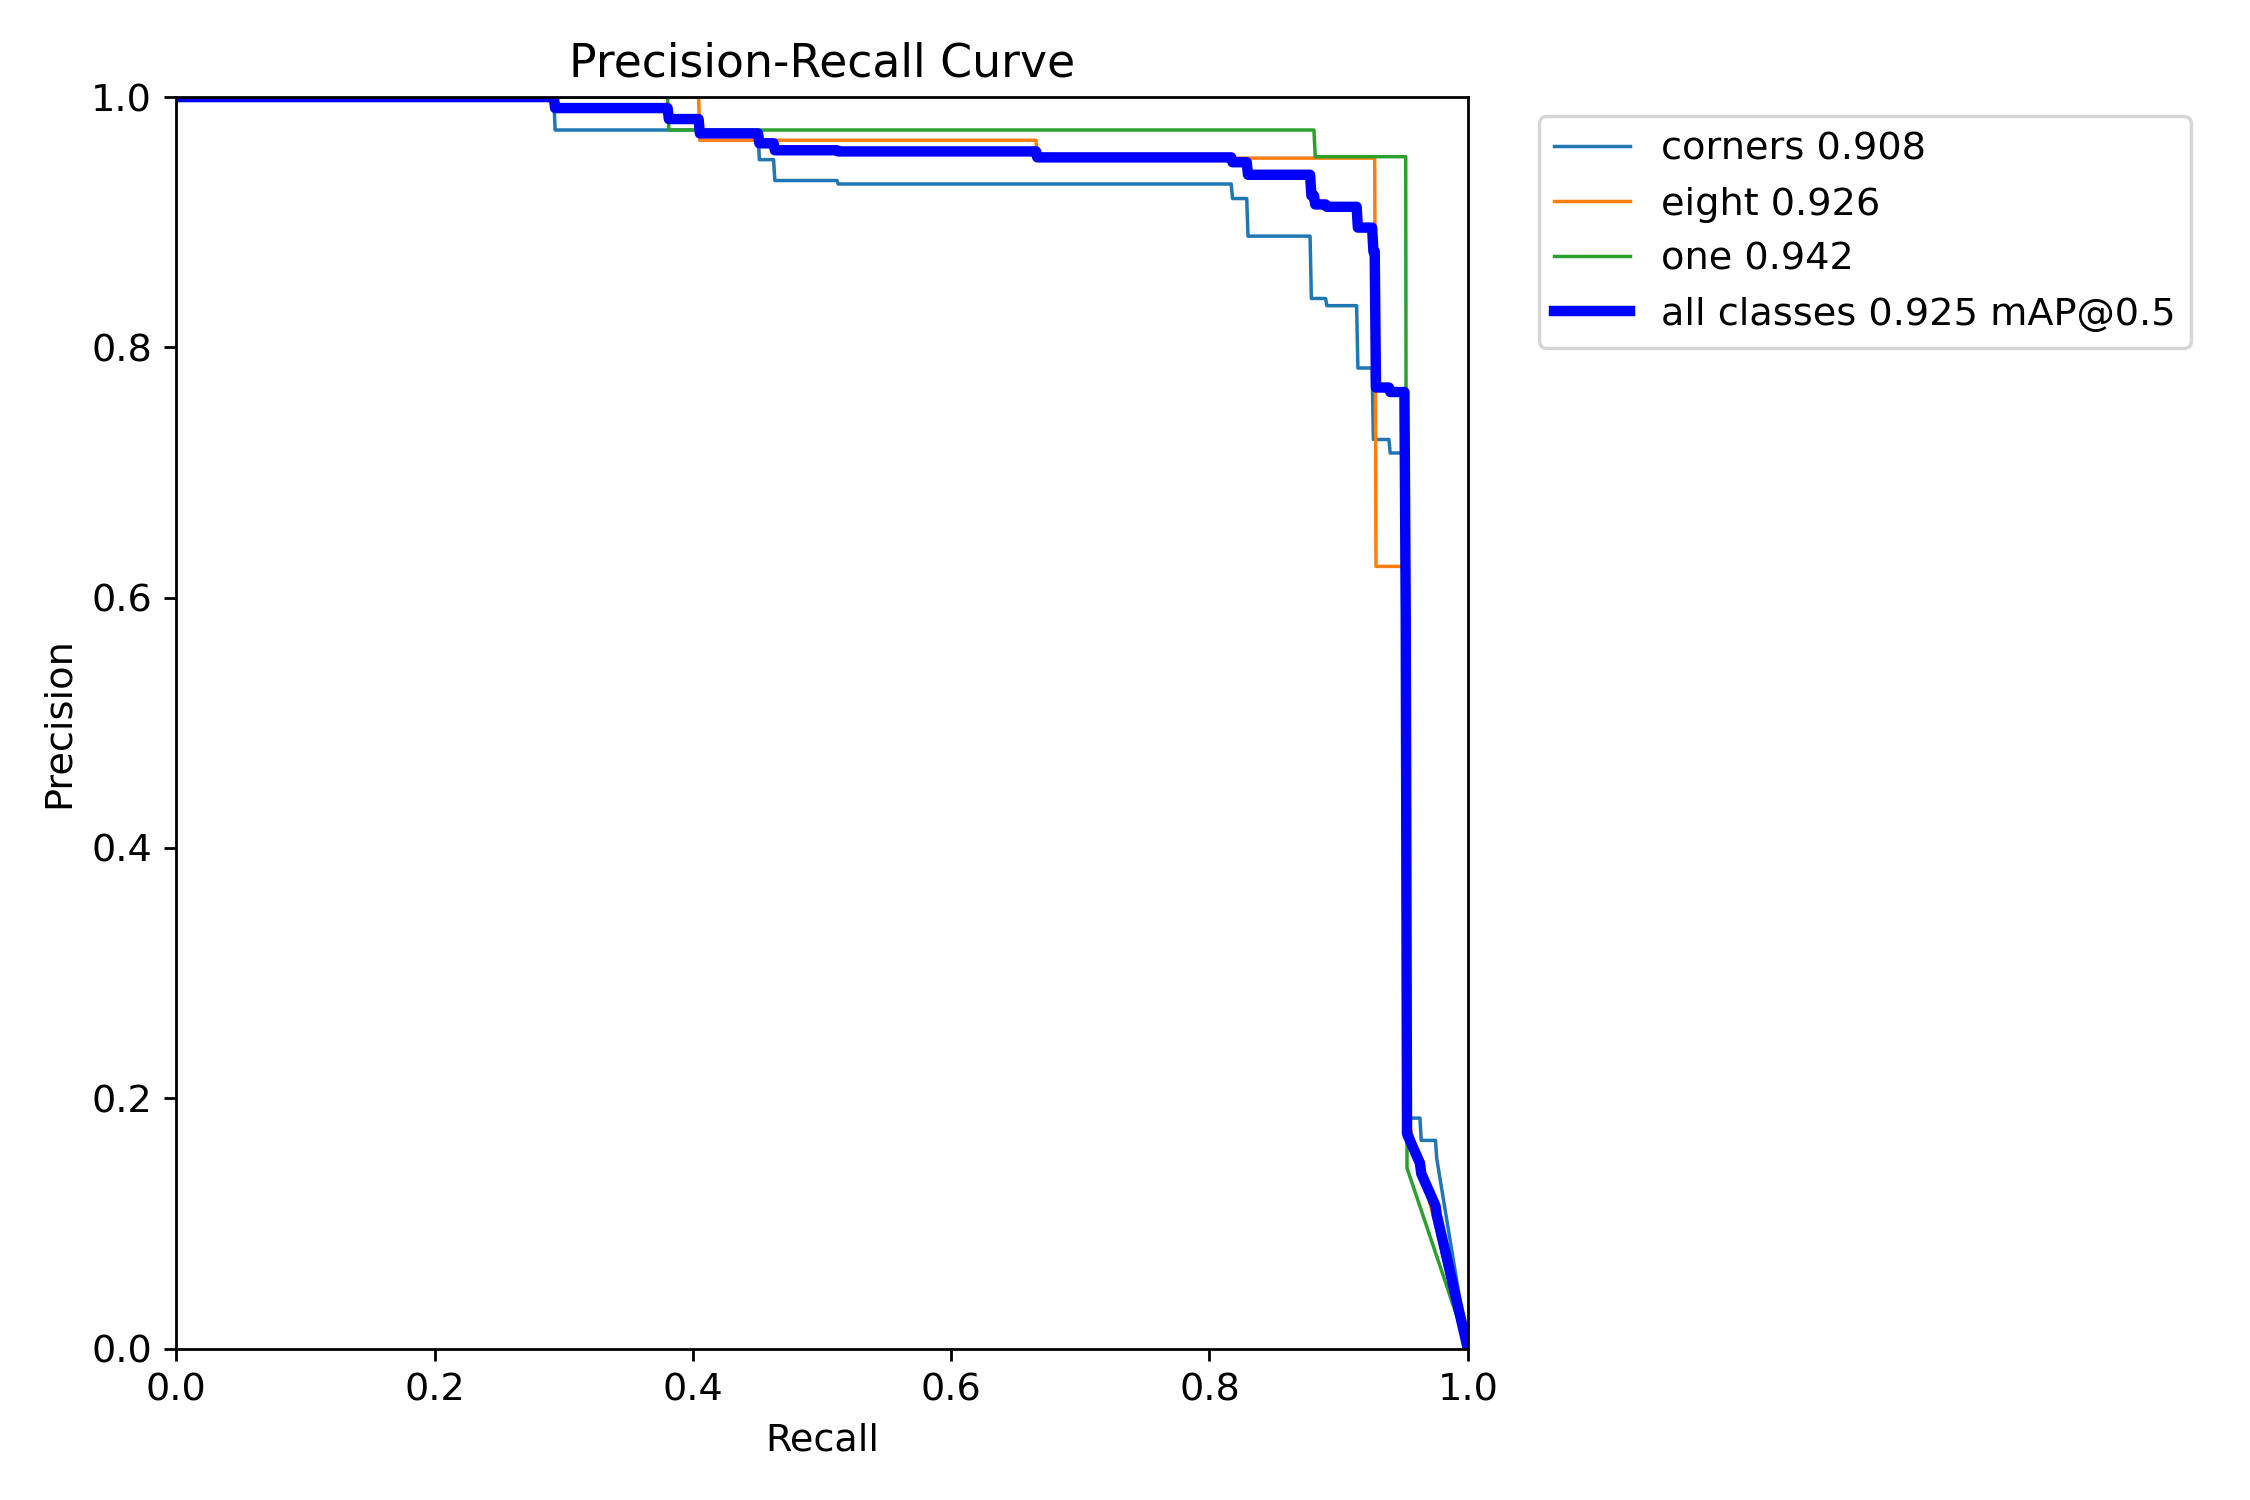 Precision-Recall Curve
1.0
0.8
0.6
0.4
0.2
0.0
Precision
0.0 0.2 0.4 0.6 0.8 1.0
Recall
corners 0.908
eight 0.926
one 0.942
all classes 0.925 mAP@0.5